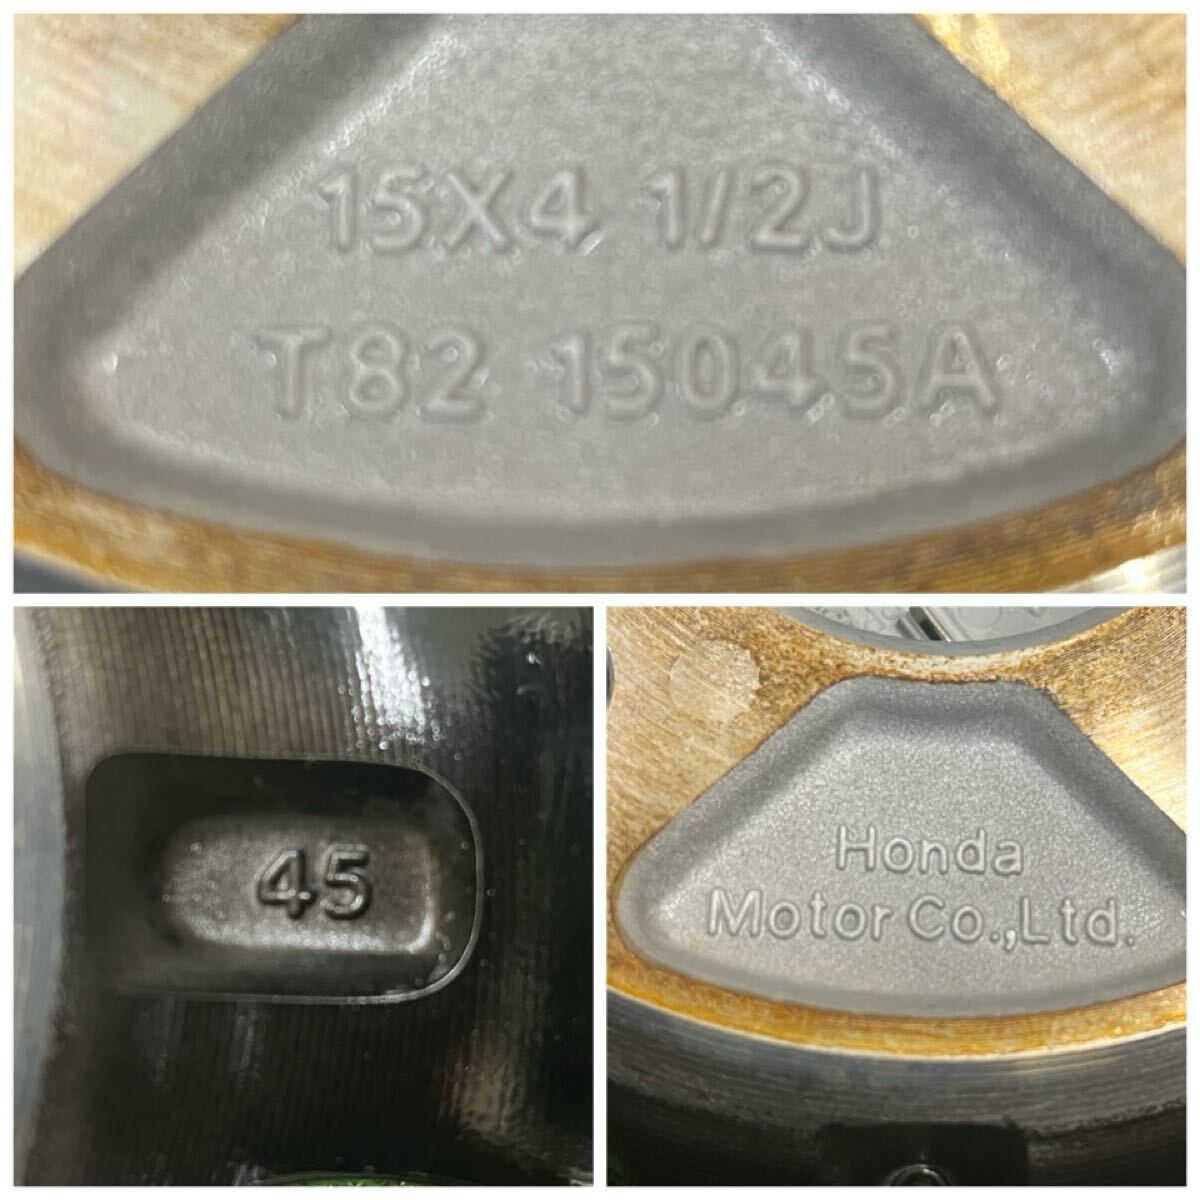 15X4 1/2J
T82 15045A
45
Honda
Motor Co.,Ltd.